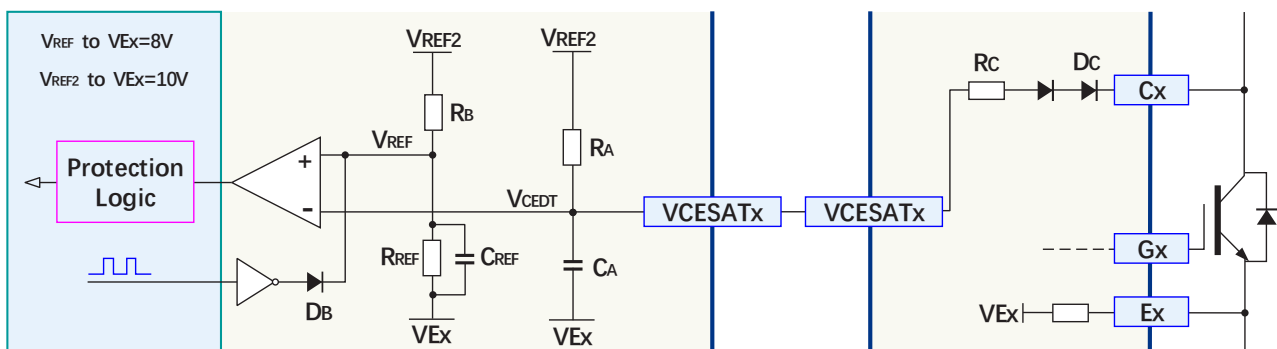 VREF to VEx=8V
VREF2 to VEx=10V
VREF2
VREF2
RC
DC
Cx
RB
VREF
RA
Protection
Logic
+
-
VCEDT
VCESATx
VCESATx
Gx
RREF
CREF
CA
DB
VEx
VEx
VEx
Ex